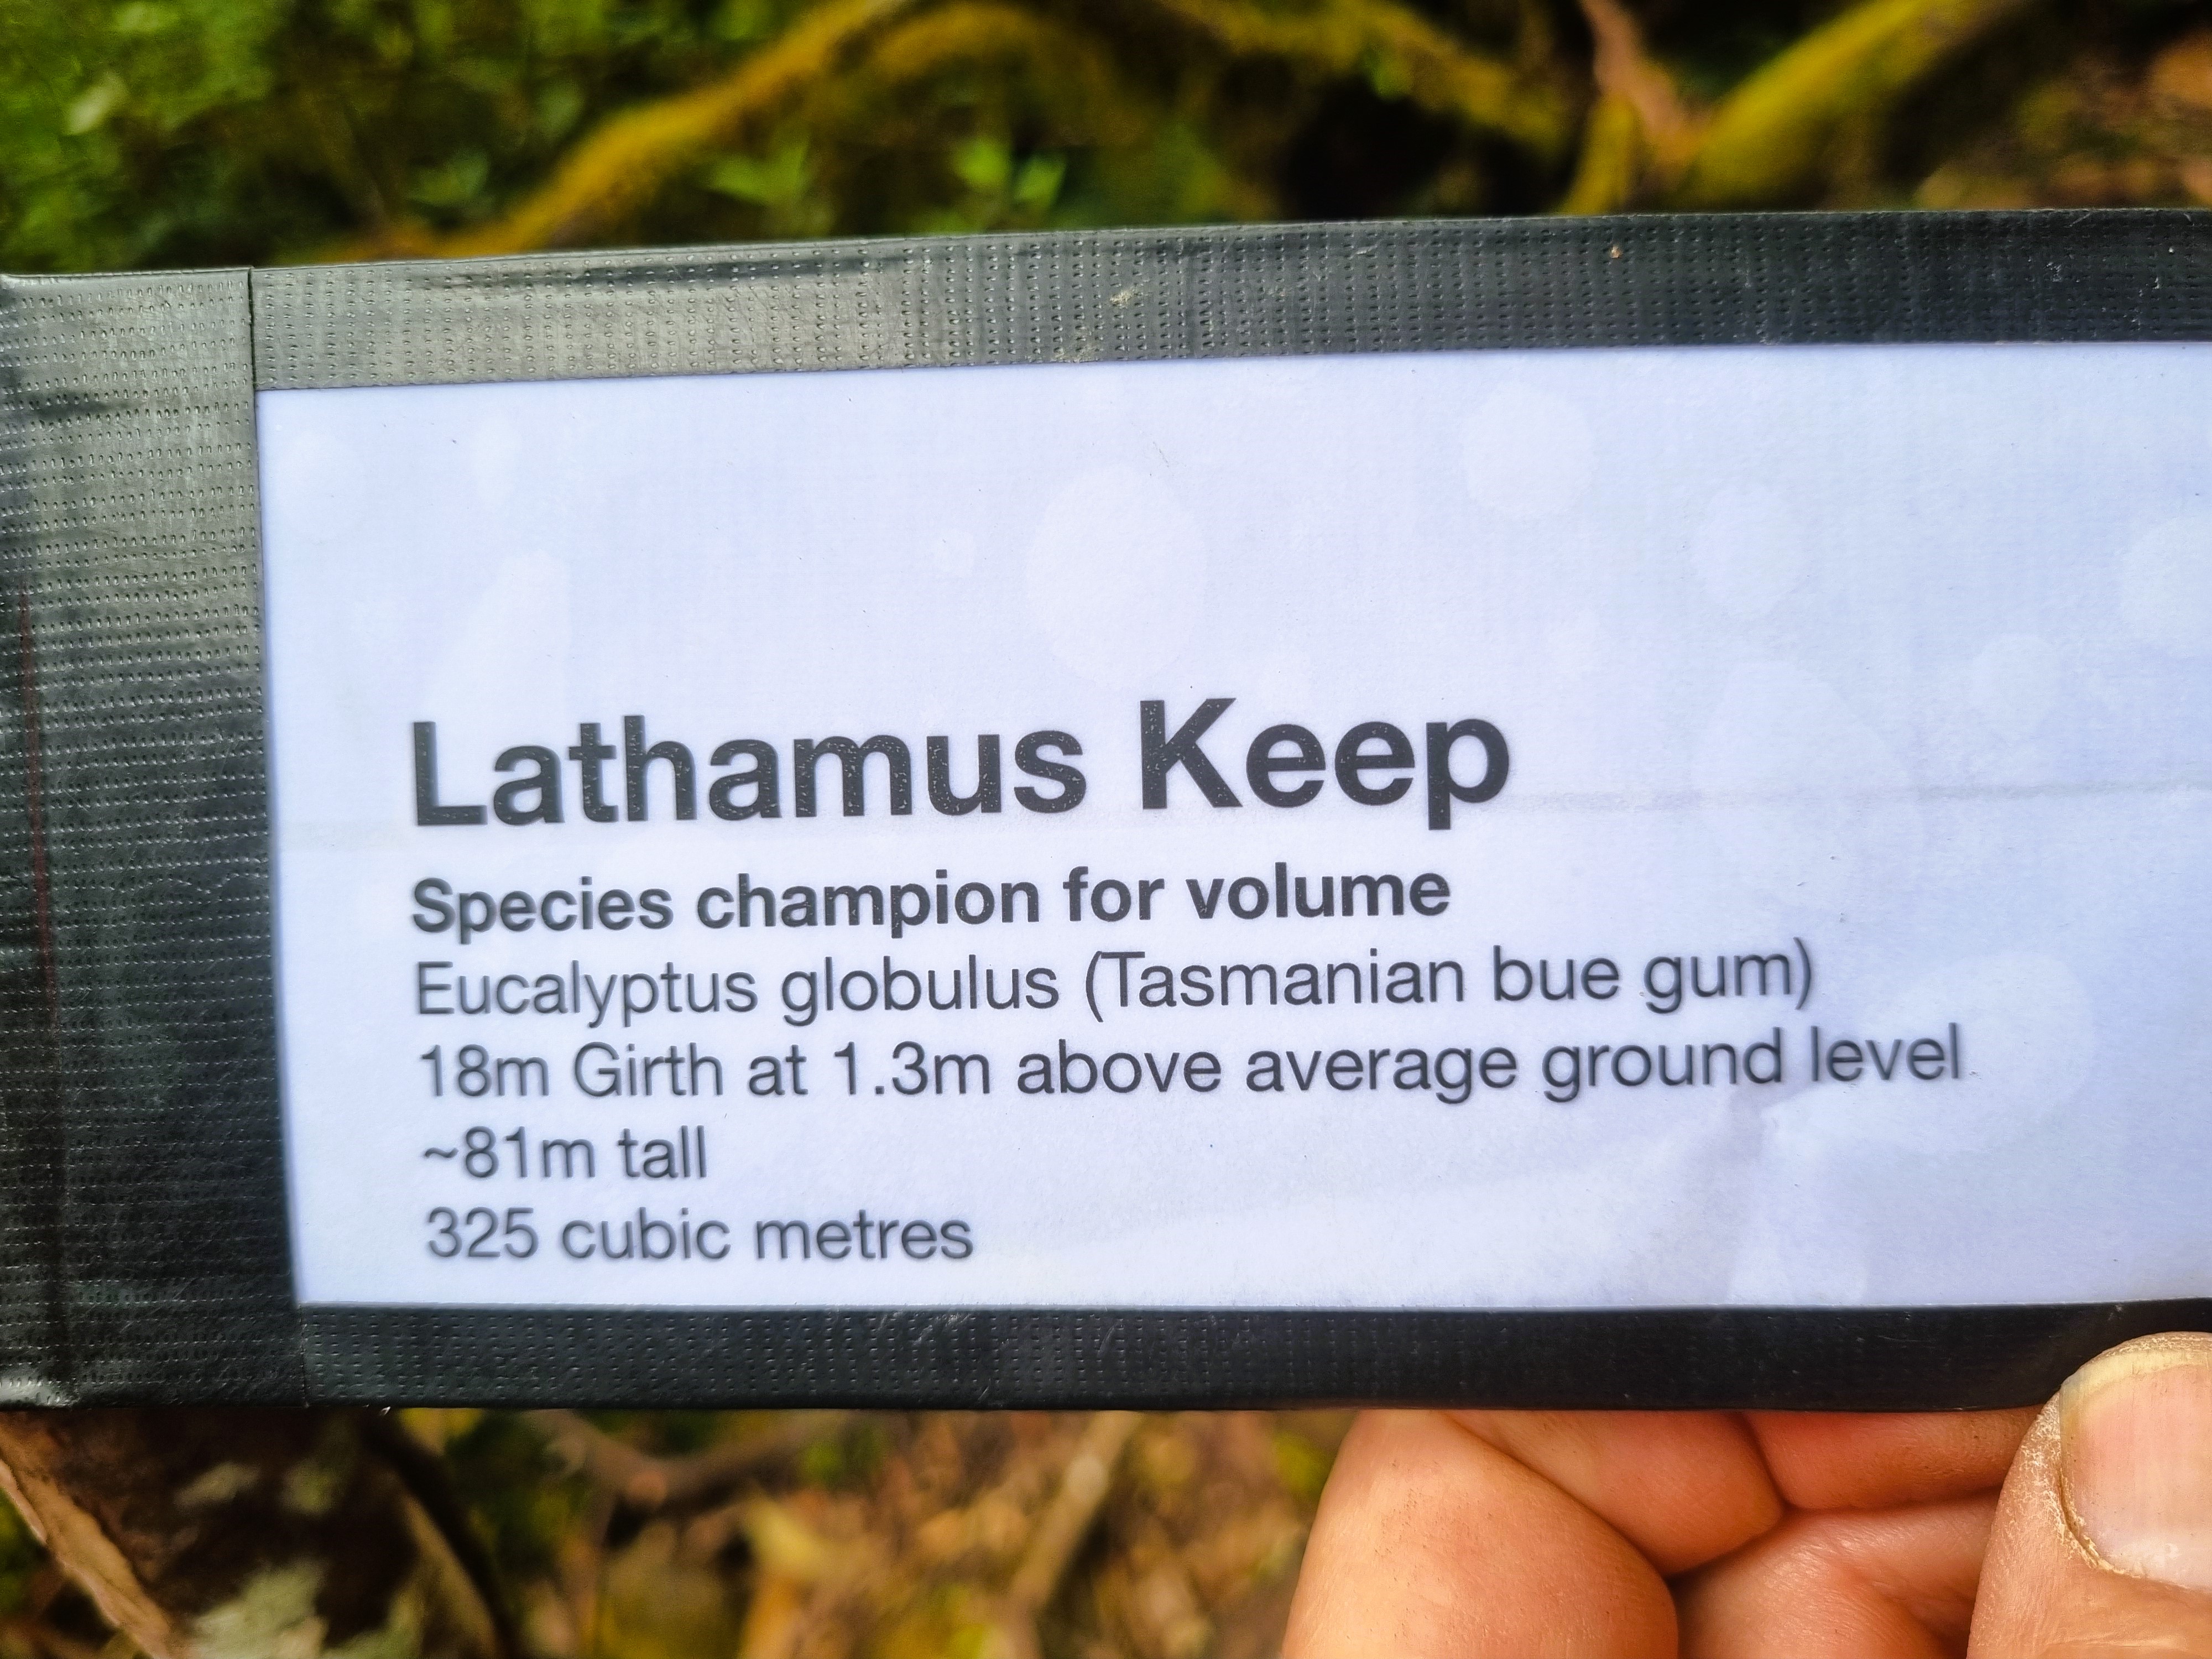 Lathamus Keep
Species champion for volume
Eucalyptus globulus (Tasmanian bue gum)
18m Girth at 1.3m above average ground level
~81m tall
325 cubic metres